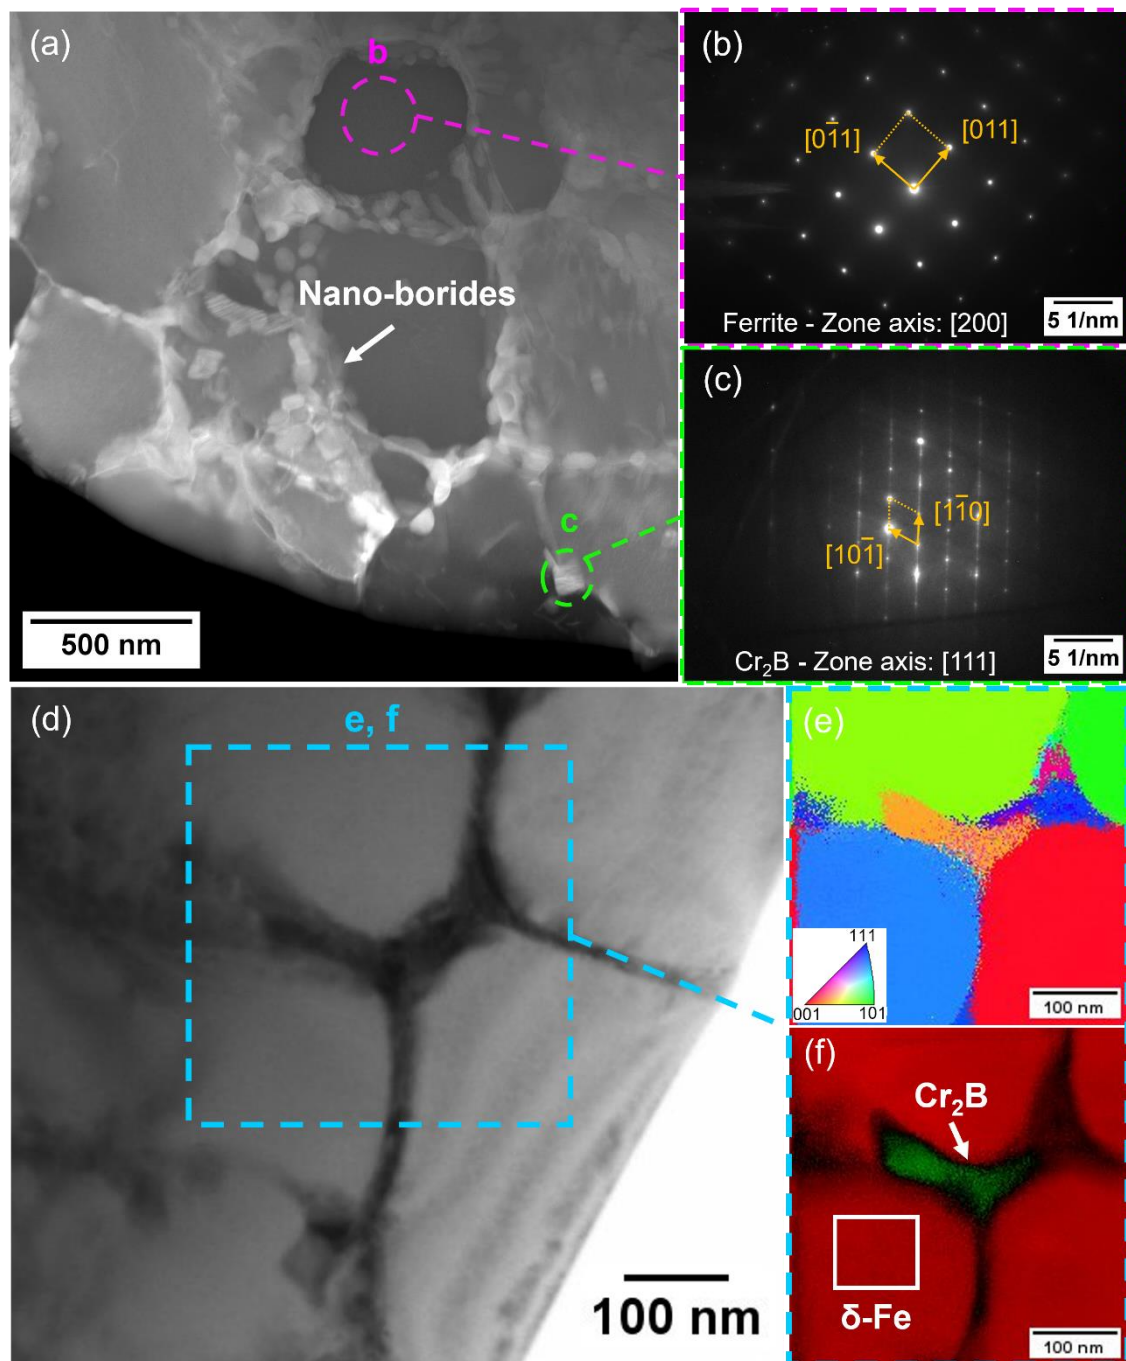 (a)
b
Nano-borides
c
500 nm
(b)
[01̄1]
[011]
Ferrite - Zone axis: [200]
5 1/nm
(c)
[11̄0]
[101̄]
Cr₂B - Zone axis: [111]
5 1/nm
(d)
e, f
100 nm
(e)
111
001
101
100 nm
(f)
Cr₂B
δ-Fe
100 nm